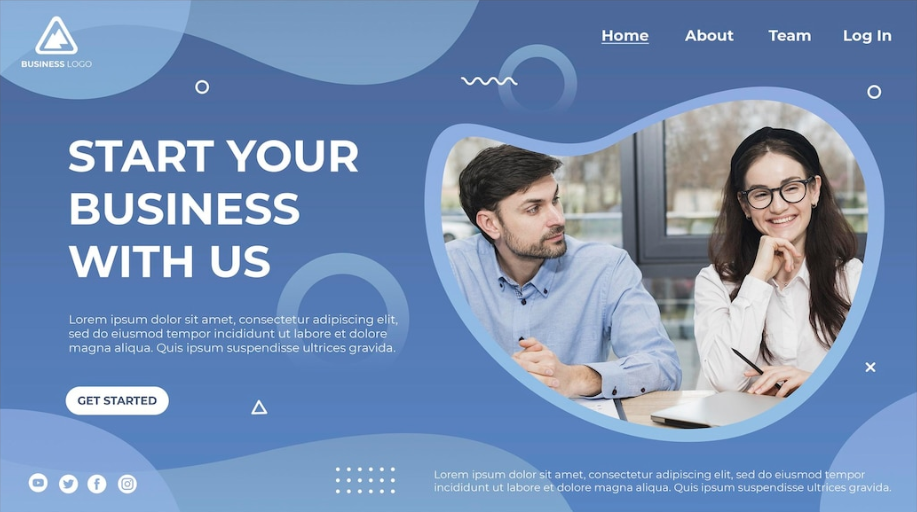 BUSINESS LOGO
Home About Team Log In
START YOUR
BUSINESS
WITH US
Lorem ipsum dolor sit amet, consectetur adipiscing elit,
sed do eiusmod tempor incididunt ut labore et dolore
magna aliqua. Quis ipsum suspendisse ultrices gravida.
GET STARTED
Lorem ipsum dolor sit amet, consectetur adipiscing elit, sed do eiusmod tempor
incididunt ut labore et dolore magna aliqua. Quis ipsum suspendisse ultrices gravida.